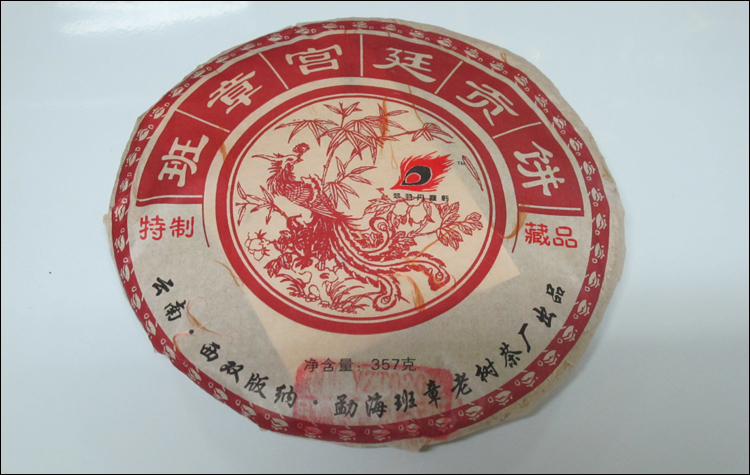 班章宫廷贡饼
特制
藏品
净含量：357克
云南·西双版纳·勐海班章老树茶厂出品